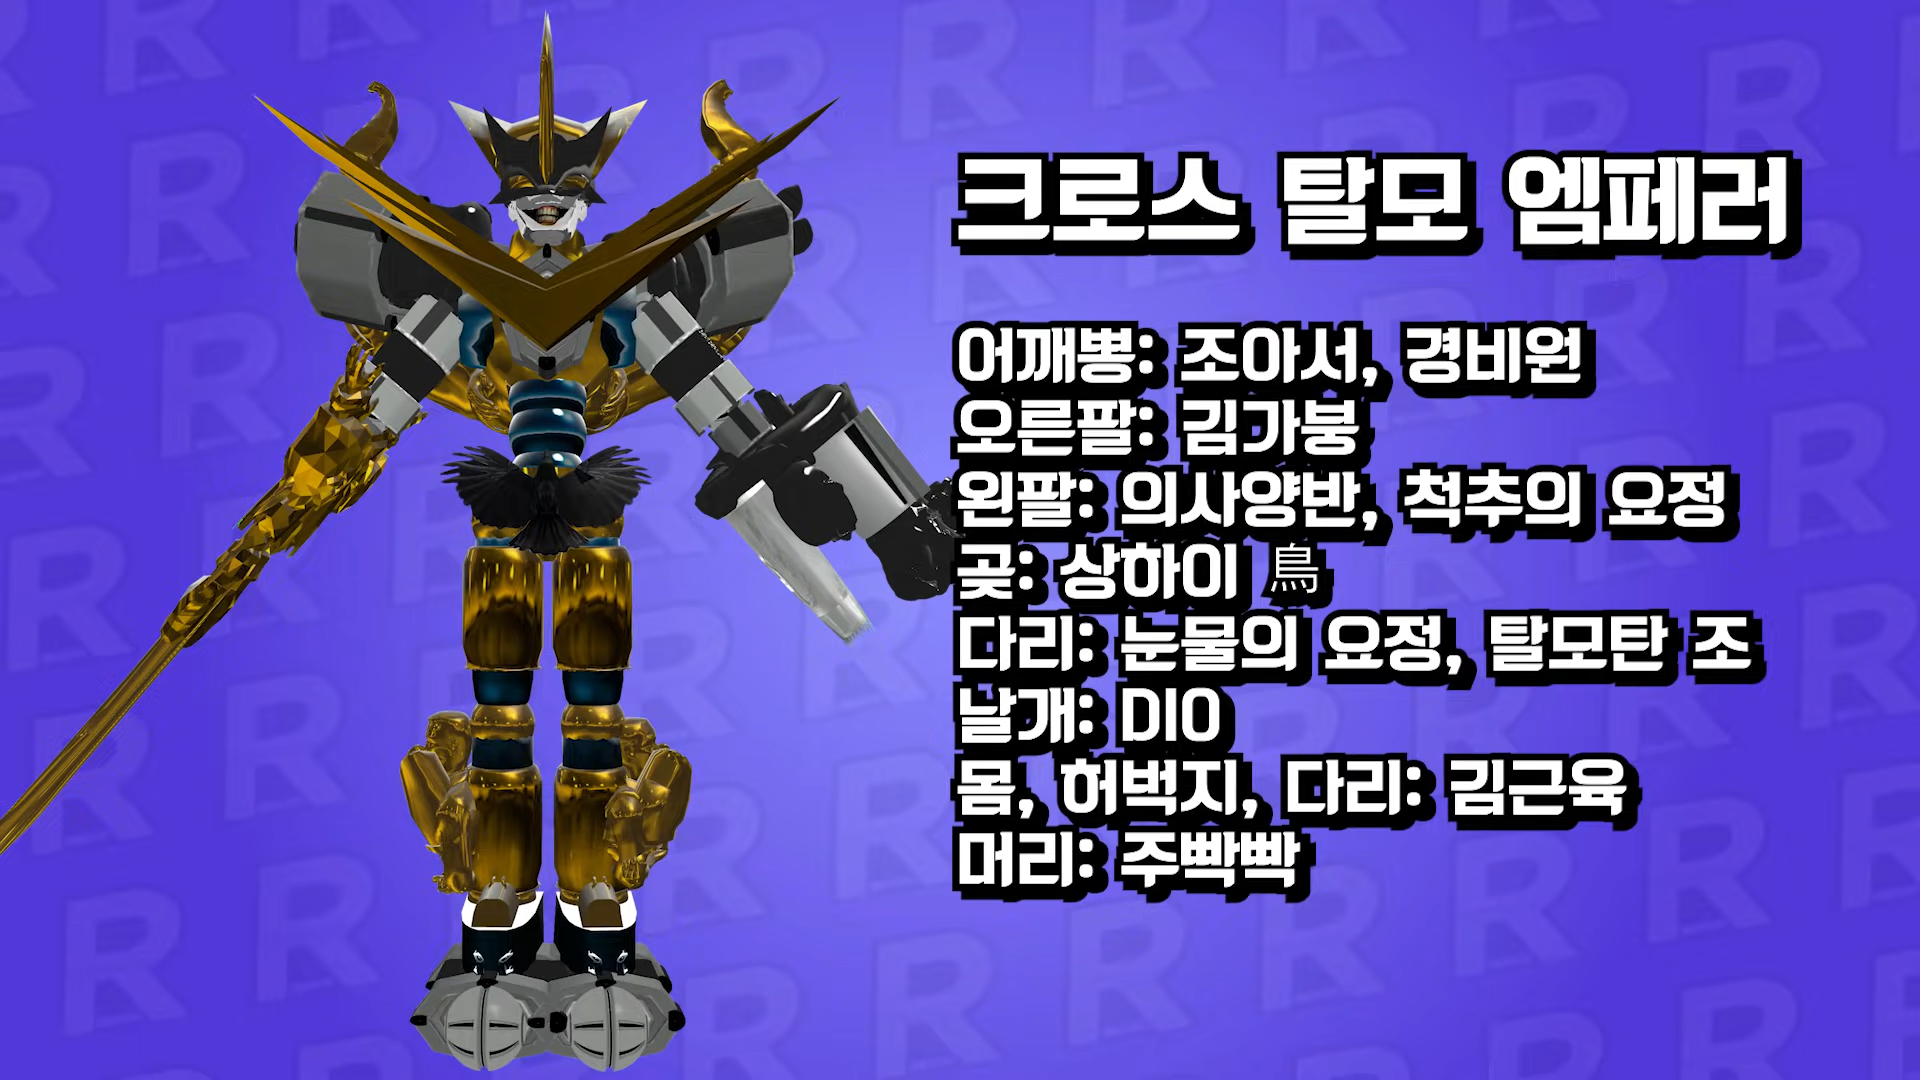 크로스 탈모 엠페러
어깨뽕: 조아서, 경비원
오른팔: 김가붕
왼팔: 의사양반, 척추의 요정
곶: 상하이 鳥
다리: 눈물의 요정, 탈모탄 조
날개: DIO
몸, 허벅지, 다리: 김근육
머리: 주빡빡